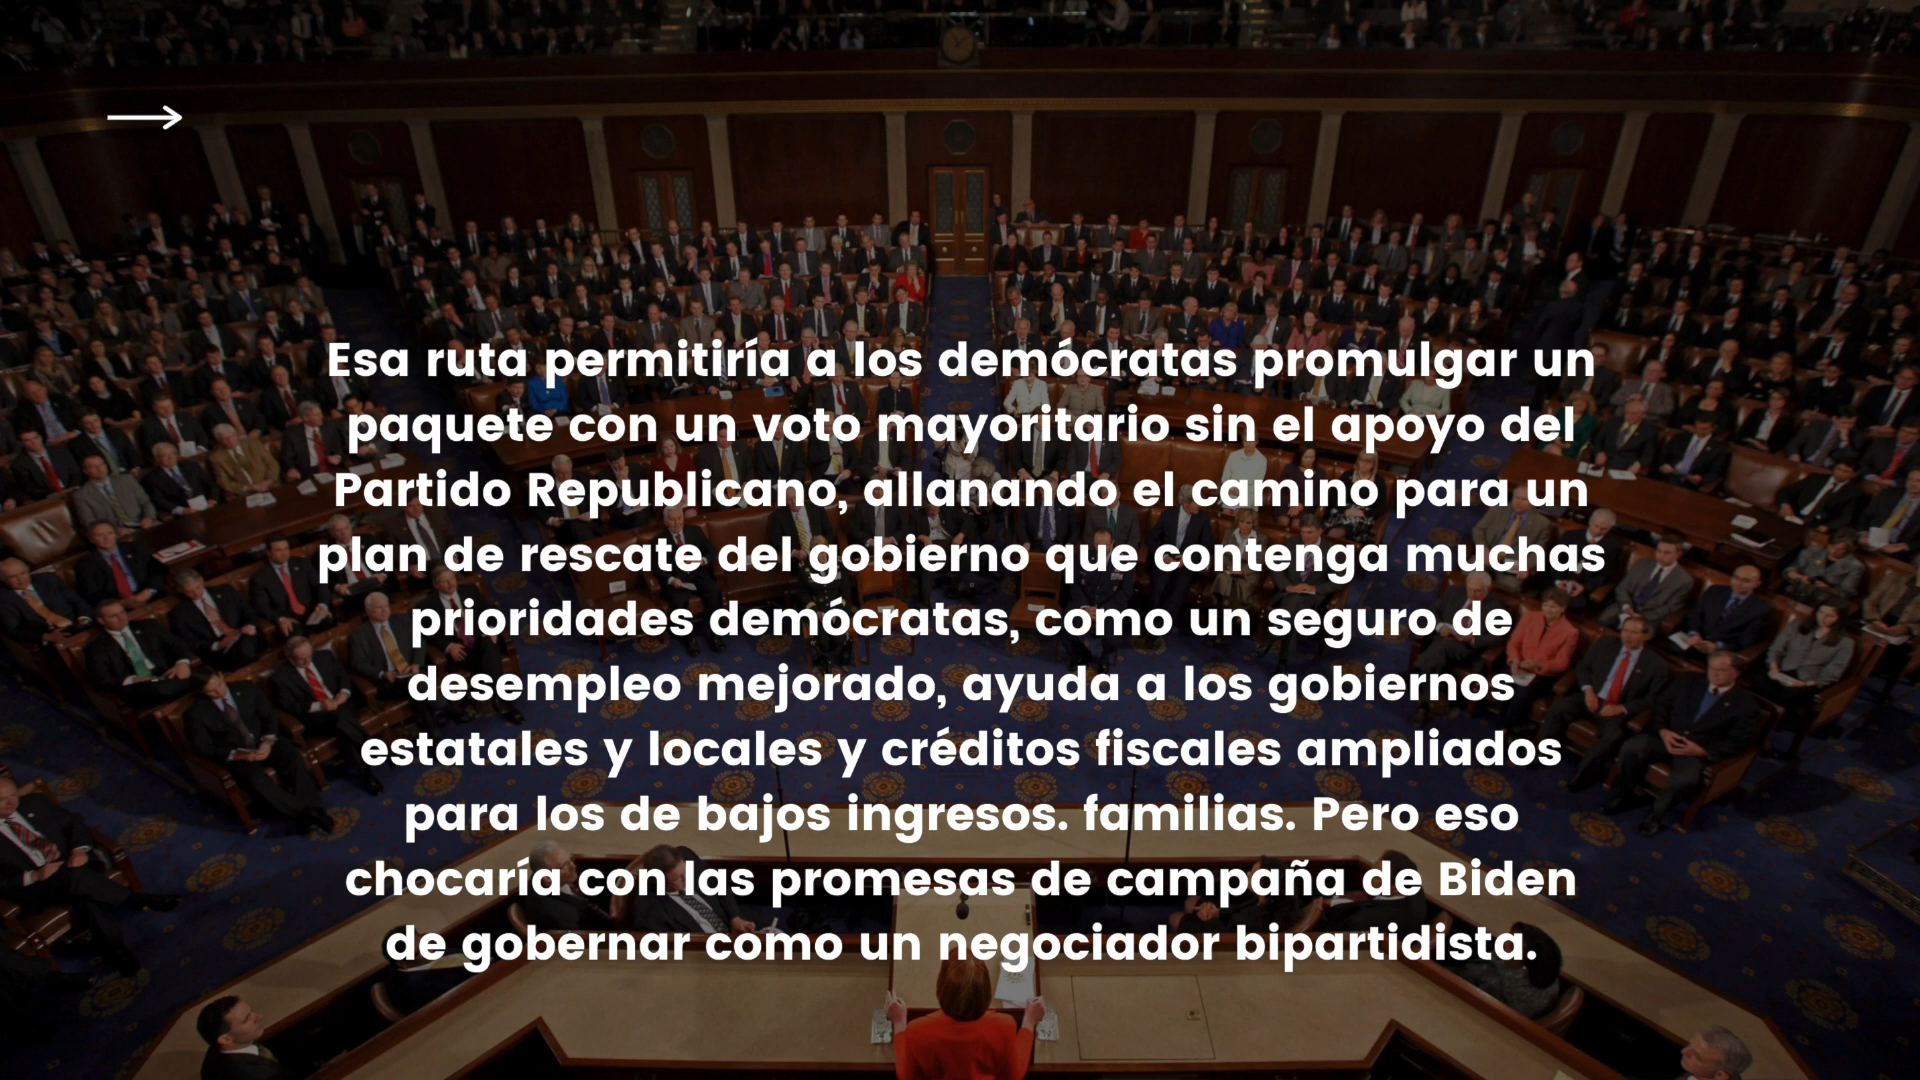 Esa ruta permitiría a los demócratas promulgar un
paquete con un voto mayoritario sin el apoyo del
Partido Republicano, allanando el camino para un
plan de rescate del gobierno que contenga muchas
prioridades demócratas, como un seguro de
desempleo mejorado, ayuda a los gobiernos
estatales y locales y créditos fiscales ampliados
para los de bajos ingresos. familias. Pero eso
chocaría con las promesas de campaña de Biden
de gobernar como un negociador bipartidista.